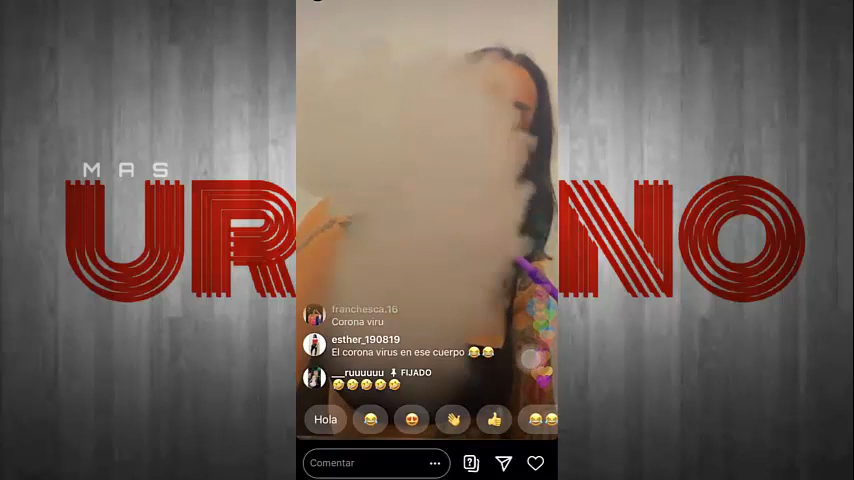 MAS
UR
NO
franchesca.16
Corona viru
esther_190819
El corona virus en ese cuerpo 😂😂
___ruuuuuu FIJADO
🤣🤣🤣🤣🤣
Hola 😂 😍 👋 👍 😂😂
Comentar